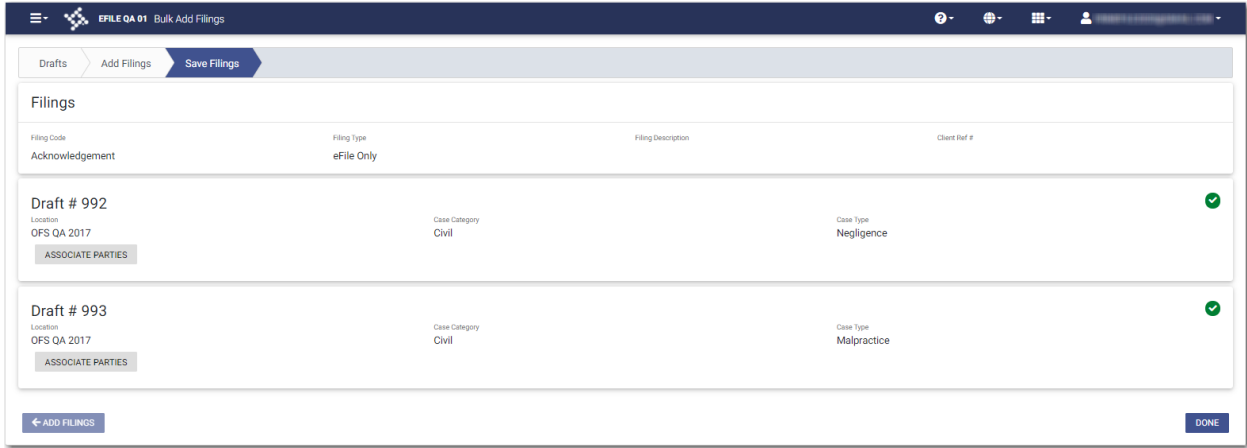 EFILE QA 01 Bulk Add Filings
Drafts Add Filings Save Filings
Filings
Filing Code Filing Type Filing Description Client Ref #
Acknowledgement eFile Only
Draft # 992
Location Case Category Case Type
OFS QA 2017 Civil Negligence
ASSOCIATE PARTIES
Draft # 993
Location Case Category Case Type
OFS QA 2017 Civil Malpractice
ASSOCIATE PARTIES
ADD FILINGS DONE